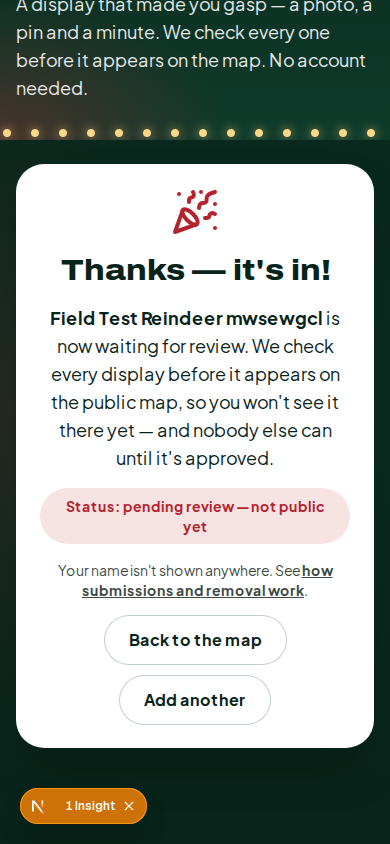 A display that made you gasp — a photo, a
pin and a minute. We check every one
before it appears on the map. No account
needed.
Thanks — it's in!
Field Test Reindeer mwsewgcl is
now waiting for review. We check
every display before it appears on
the public map, so you won't see it
there yet — and nobody else can
until it's approved.
Status: pending review — not public
yet
Your name isn't shown anywhere. See how
submissions and removal work.
Back to the map
Add another
N
1 Insight